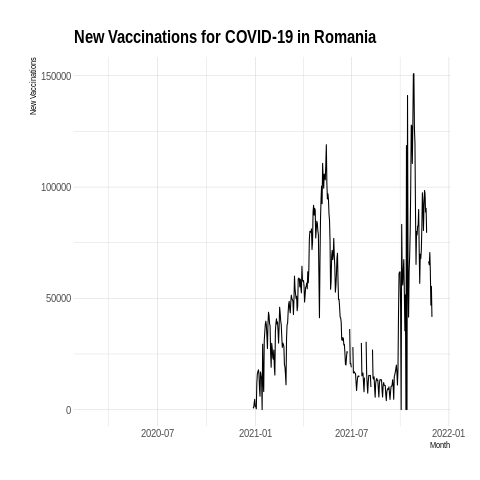 New Vaccinations for COVID-19 in Romania
New Vaccinations
150000
100000
50000
0
2020-07
2021-01
2021-07
2022-01
Month